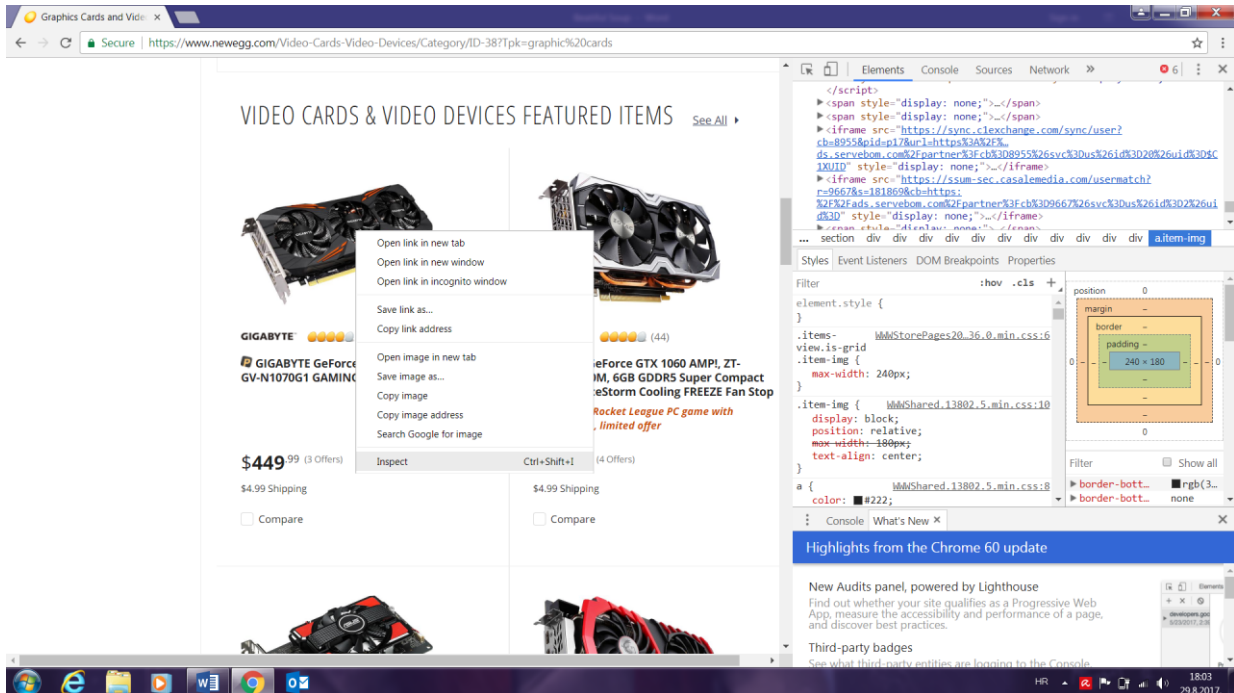 Graphics Cards and Vide
Secure | https://www.newegg.com/Video-Cards-Video-Devices/Category/ID-38?Tpk=graphic%20cards
VIDEO CARDS & VIDEO DEVICES FEATURED ITEMS See All
GIGABYTE
GIGABYTE GeForce
GV-N1070G1 GAMING
$449.99 (3 Offers)
$4.99 Shipping
Compare
Open link in new tab
Open link in new window
Open link in incognito window
Save link as...
Copy link address
Open image in new tab
Save image as...
Copy image
Copy image address
Search Google for image
Inspect Ctrl+Shift+I
(44)
eForce GTX 1060 AMP!, ZT-
0M, 6GB GDDR5 Super Compact
eStorm Cooling FREEZE Fan Stop
Rocket League PC game with
, limited offer
(4 Offers)
$4.99 Shipping
Compare
Elements Console Sources Network » 6
</script>
<span style="display: none;">…</span>
<span style="display: none;">…</span>
<iframe src="https://sync.c1exchange.com/sync/user?
cb=8955&pid=p17&url=https%3A%2F%…
ds.servebom.com%2Fpartner%3Fcb%3D8955%26svc%3Dus%26id%3D20%26uid%3D$C
1XUID" style="display: none;">…</iframe>
<iframe src="https://ssum-sec.casalemedia.com/usermatch?
r=9667&s=181869&cb=https:
%2F%2Fads.servebom.com%2Fpartner%3Fcb%3D9667%26svc%3Dus%26id%3D2%26ui
d%3D" style="display: none;">…</iframe>
<span style="display: none;">…</span>
... section div div div div div div div div div div div a.item-img
Styles Event Listeners DOM Breakpoints Properties
Filter :hov .cls +
element.style {
}
.items- WWWStorePages20…36.0.min.css:6
view.is-grid
.item-img {
max-width: 240px;
}
.item-img { WWWShared.13802.5.min.css:10
display: block;
position: relative;
max-width: 180px;
text-align: center;
}
a { WWWShared.13802.5.min.css:8
color: #222;
position 0
margin -
border -
padding -
0 - - - 240 × 180 - - - 0
-
-
-
0
Filter Show all
border-bott… rgb(3…
border-bott… none
Console What's New ×
Highlights from the Chrome 60 update
New Audits panel, powered by Lighthouse
Find out whether your site qualifies as a Progressive Web
App, measure the accessibility and performance of a page,
and discover best practices.
Third-party badges
See what third-party entities are logging to the Console,
Elements
HR
18:03
29.8.2017.